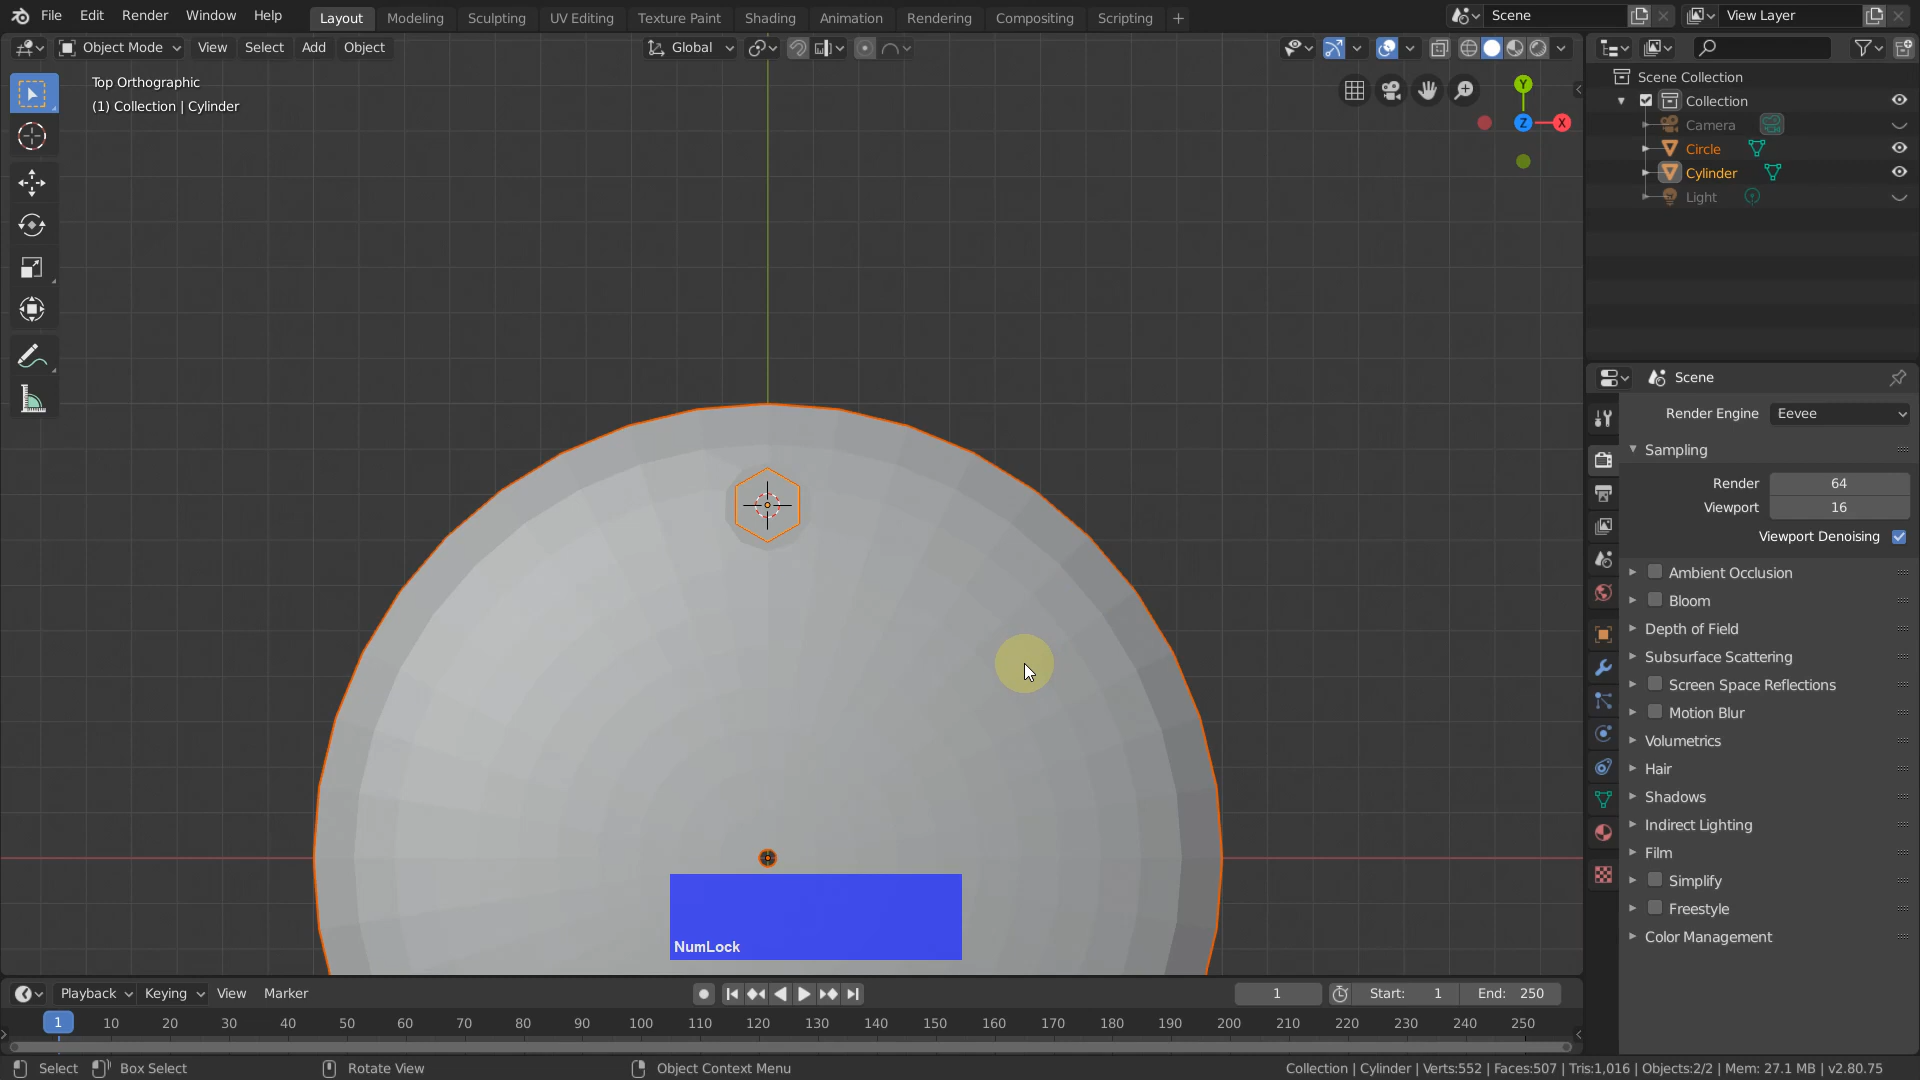 File Edit Render Window Help Layout Modeling Sculpting UV Editing Texture Paint Shading Animation Rendering Compositing Scripting + Scene View Layer
Object Mode View Select Add Object Global
Top Orthographic
(1) Collection | Cylinder
Y
Z X
Scene Collection
Collection
Camera
Circle
Cylinder
Light
Scene
Render Engine Eevee
Sampling
Render 64
Viewport 16
Viewport Denoising
Ambient Occlusion
Bloom
Depth of Field
Subsurface Scattering
Screen Space Reflections
Motion Blur
Volumetrics
Hair
Shadows
Indirect Lighting
Film
Simplify
Freestyle
Color Management
NumLock
Playback Keying View Marker 1 Start: 1 End: 250
1 10 20 30 40 50 60 70 80 90 100 110 120 130 140 150 160 170 180 190 200 210 220 230 240 250
Select Box Select Rotate View Object Context Menu Collection | Cylinder | Verts:552 | Faces:507 | Tris:1,016 | Objects:2/2 | Mem: 27.1 MB | v2.80.75